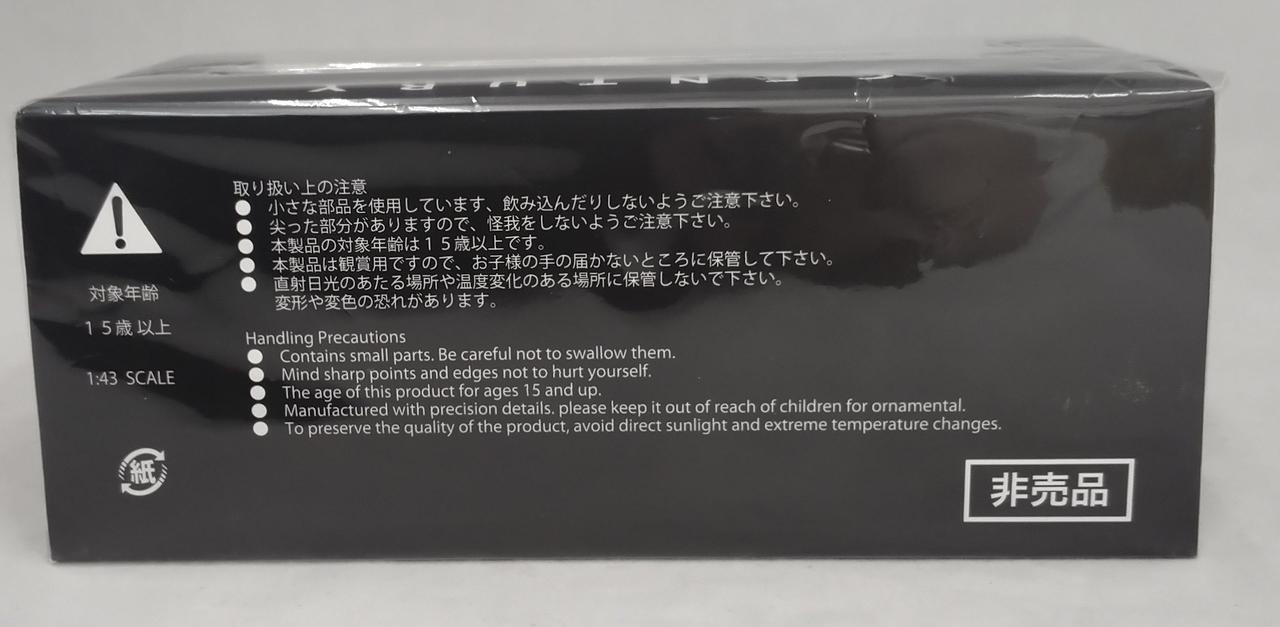 CENTURY
取り扱い上の注意
● 小さな部品を使用しています、飲み込んだりしないようご注意下さい。
● 尖った部分がありますので、怪我をしないようご注意下さい。
● 本製品の対象年齢は１５歳以上です。
● 本製品は観賞用ですので、お子様の手の届かないところに保管して下さい。
● 直射日光のあたる場所や温度変化のある場所に保管しないで下さい。
変形や変色の恐れがあります。
対象年齢
１５歳以上
1:43 SCALE
Handling Precautions
● Contains small parts. Be careful not to swallow them.
● Mind sharp points and edges not to hurt yourself.
● The age of this product for ages 15 and up.
● Manufactured with precision details. please keep it out of reach of children for ornamental.
● To preserve the quality of the product, avoid direct sunlight and extreme temperature changes.
紙
非売品